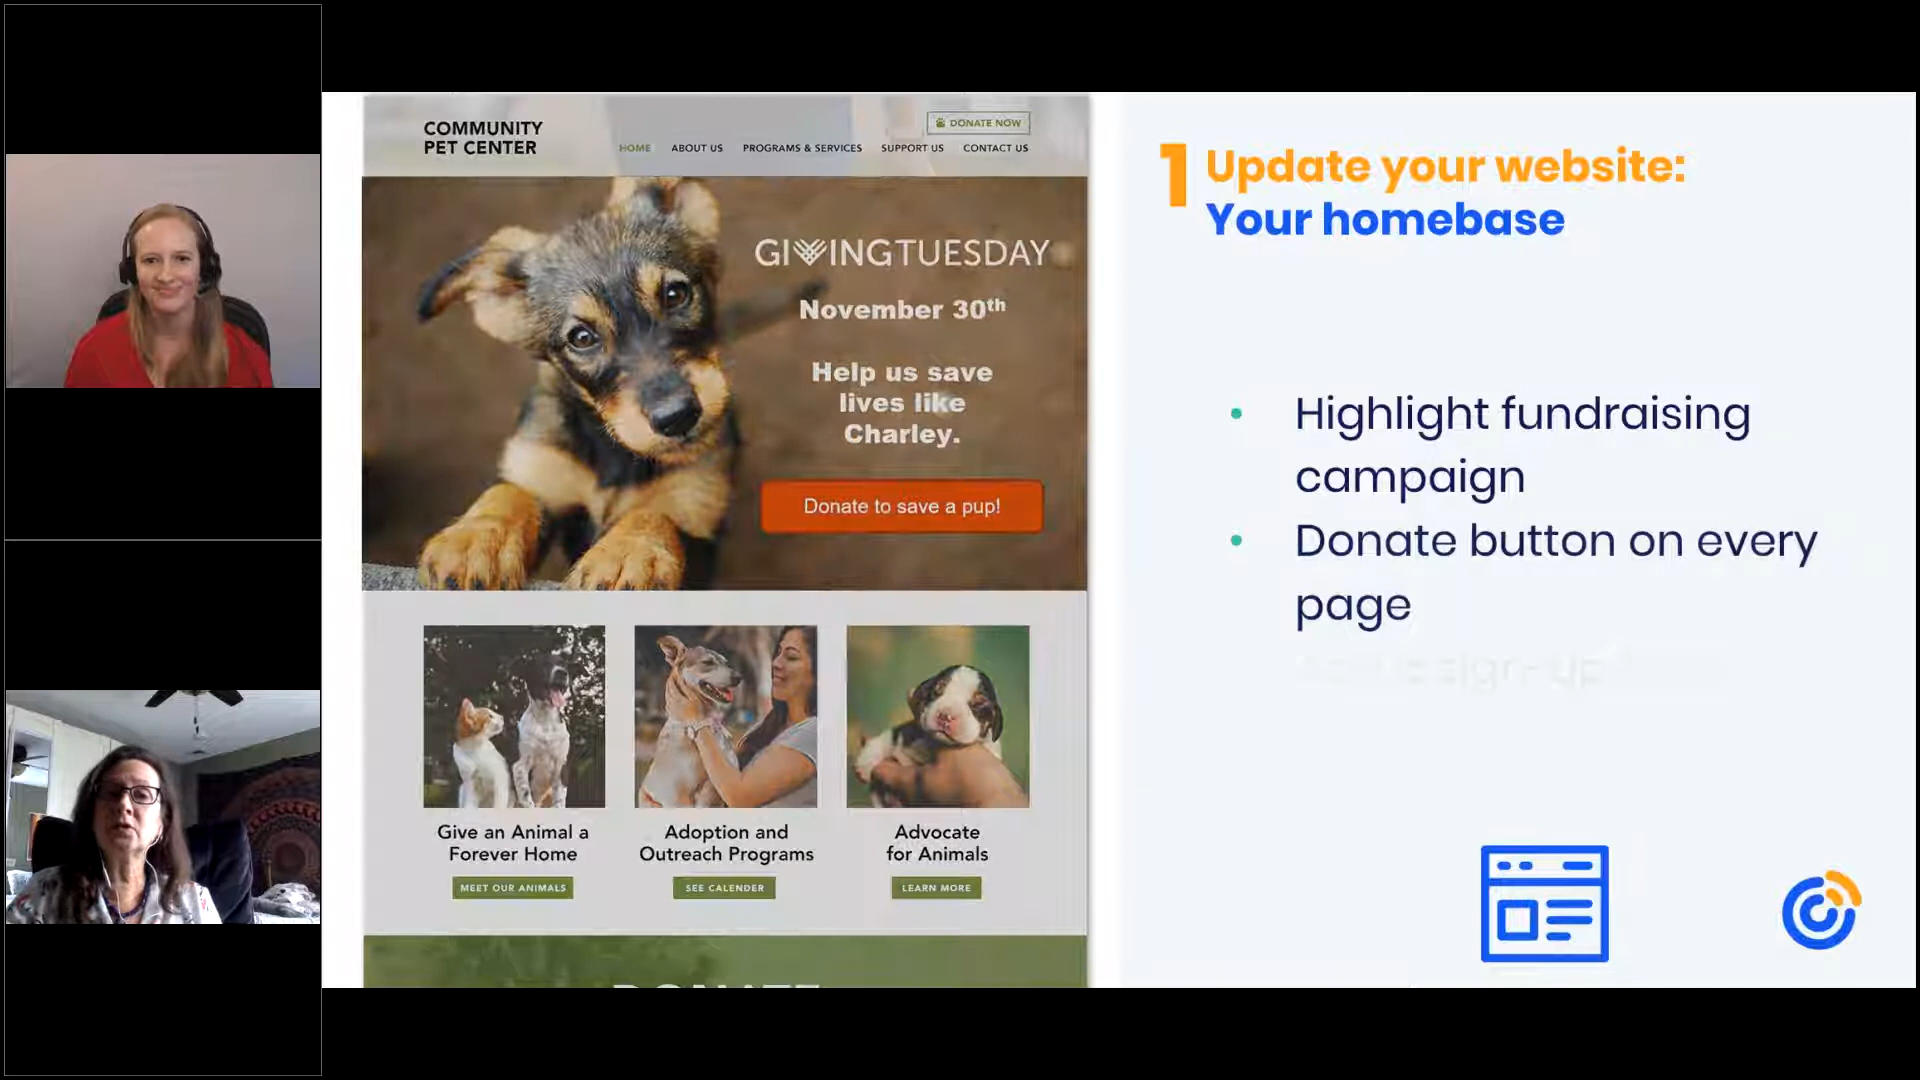 COMMUNITY
PET CENTER
DONATE NOW
HOME ABOUT US PROGRAMS & SERVICES SUPPORT US CONTACT US
GIVINGTUESDAY
November 30th
Help us save
lives like
Charley.
Donate to save a pup!
Give an Animal a
Forever Home
MEET OUR ANIMALS
Adoption and
Outreach Programs
SEE CALENDER
Advocate
for Animals
LEARN MORE
DONATE
1 Update your website:
Your homebase
• Highlight fundraising
campaign
• Donate button on every
page
sign-up